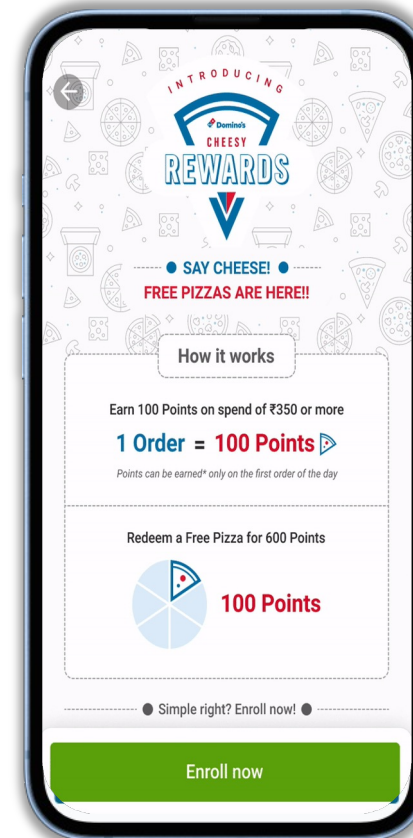 INTRODUCING
Domino's
CHEESY
REWARDS
SAY CHEESE!
FREE PIZZAS ARE HERE!!
How it works
Earn 100 Points on spend of ₹350 or more
1 Order = 100 Points
Points can be earned* only on the first order of the day
Redeem a Free Pizza for 600 Points
100 Points
Simple right? Enroll now!
Enroll now